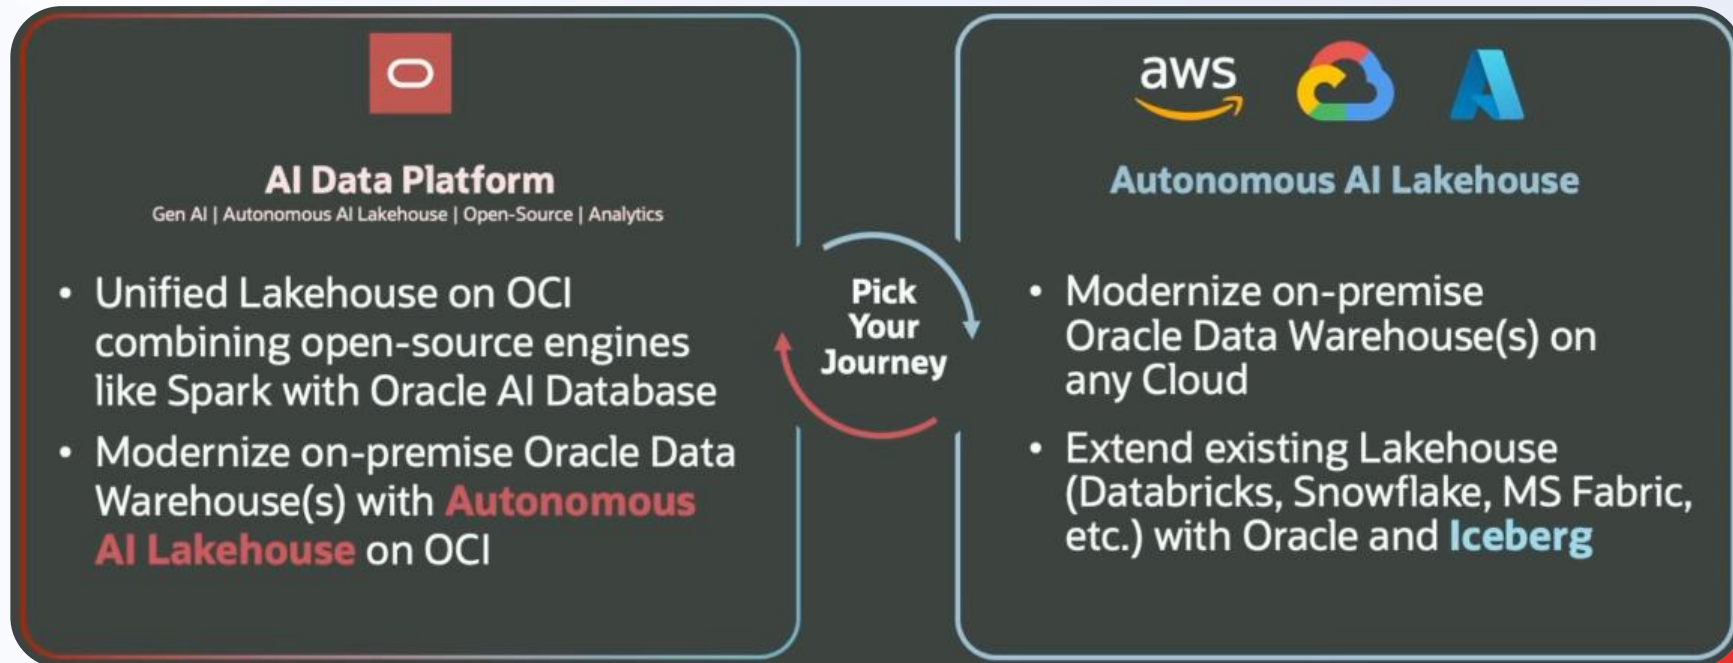 AI Data Platform
Gen AI | Autonomous AI Lakehouse | Open-Source | Analytics
• Unified Lakehouse on OCI
combining open-source engines
like Spark with Oracle AI Database
• Modernize on-premise Oracle Data
Warehouse(s) with Autonomous
AI Lakehouse on OCI
Pick
Your
Journey
aws
Autonomous AI Lakehouse
• Modernize on-premise
Oracle Data Warehouse(s) on
any Cloud
• Extend existing Lakehouse
(Databricks, Snowflake, MS Fabric,
etc.) with Oracle and Iceberg